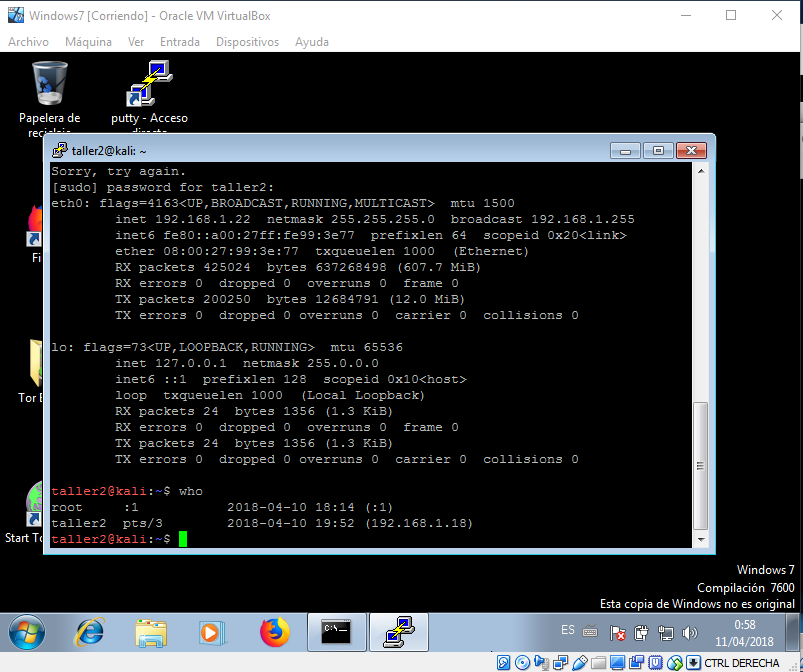 Windows7 [Corriendo] - Oracle VM VirtualBox
Archivo Máquina Ver Entrada Dispositivos Ayuda
Papelera de
putty - Acceso
taller2@kali: ~
Sorry, try again.
[sudo] password for taller2:
eth0: flags=4163<UP,BROADCAST,RUNNING,MULTICAST>  mtu 1500
        inet 192.168.1.22  netmask 255.255.255.0  broadcast 192.168.1.255
        inet6 fe80::a00:27ff:fe99:3e77  prefixlen 64  scopeid 0x20<link>
        ether 08:00:27:99:3e:77  txqueuelen 1000  (Ethernet)
        RX packets 425024  bytes 637268498 (607.7 MiB)
        RX errors 0  dropped 0  overruns 0  frame 0
        TX packets 200250  bytes 12684791 (12.0 MiB)
        TX errors 0  dropped 0 overruns 0  carrier 0  collisions 0
lo: flags=73<UP,LOOPBACK,RUNNING>  mtu 65536
        inet 127.0.0.1  netmask 255.0.0.0
        inet6 ::1  prefixlen 128  scopeid 0x10<host>
        loop  txqueuelen 1000  (Local Loopback)
        RX packets 24  bytes 1356 (1.3 KiB)
        RX errors 0  dropped 0  overruns 0  frame 0
        TX packets 24  bytes 1356 (1.3 KiB)
        TX errors 0  dropped 0 overruns 0  carrier 0  collisions 0
taller2@kali:~$ who
root     :1           2018-04-10 18:14 (:1)
taller2  pts/3        2018-04-10 19:52 (192.168.1.18)
taller2@kali:~$
Fi
Tor
Start
Windows 7
Compilación 7600
Esta copia de Windows no es original
C:\
ES
0:58
11/04/2018
CTRL DERECHA